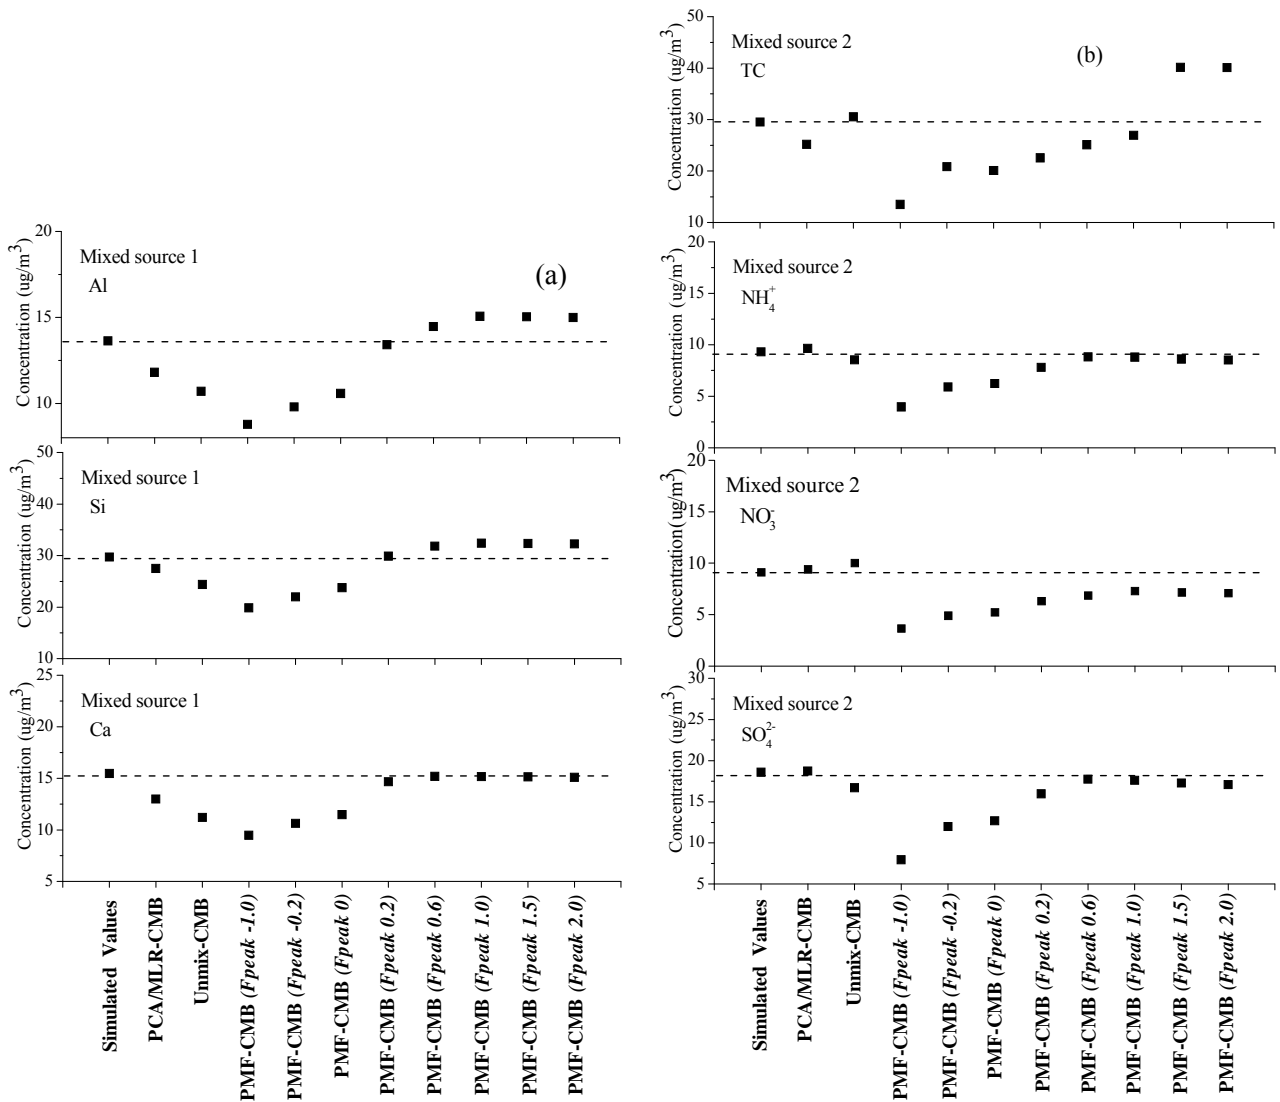 (a)
Concentration (ug/m³)
Mixed source 1
Al
20
15
10
Concentration (ug/m³)
Mixed source 1
Si
50
40
30
20
10
Concentration (ug/m³)
Mixed source 1
Ca
25
20
15
10
5
Simulated Values
PCA/MLR-CMB
Unmix-CMB
PMF-CMB (Fpeak -1.0)
PMF-CMB (Fpeak -0.2)
PMF-CMB (Fpeak 0)
PMF-CMB (Fpeak 0.2)
PMF-CMB (Fpeak 0.6)
PMF-CMB (Fpeak 1.0)
PMF-CMB (Fpeak 1.5)
PMF-CMB (Fpeak 2.0)
(b)
Concentration (ug/m³)
Mixed source 2
TC
50
40
30
20
10
Concentration (ug/m³)
Mixed source 2
NH₄⁺
20
15
10
5
0
Concentration(ug/m³)
Mixed source 2
NO₃⁻
20
15
10
5
0
Concentration (ug/m³)
Mixed source 2
SO₄²⁻
30
25
20
15
10
5
Simulated Values
PCA/MLR-CMB
Unmix-CMB
PMF-CMB (Fpeak -1.0)
PMF-CMB (Fpeak -0.2)
PMF-CMB (Fpeak 0)
PMF-CMB (Fpeak 0.2)
PMF-CMB (Fpeak 0.6)
PMF-CMB (Fpeak 1.0)
PMF-CMB (Fpeak 1.5)
PMF-CMB (Fpeak 2.0)